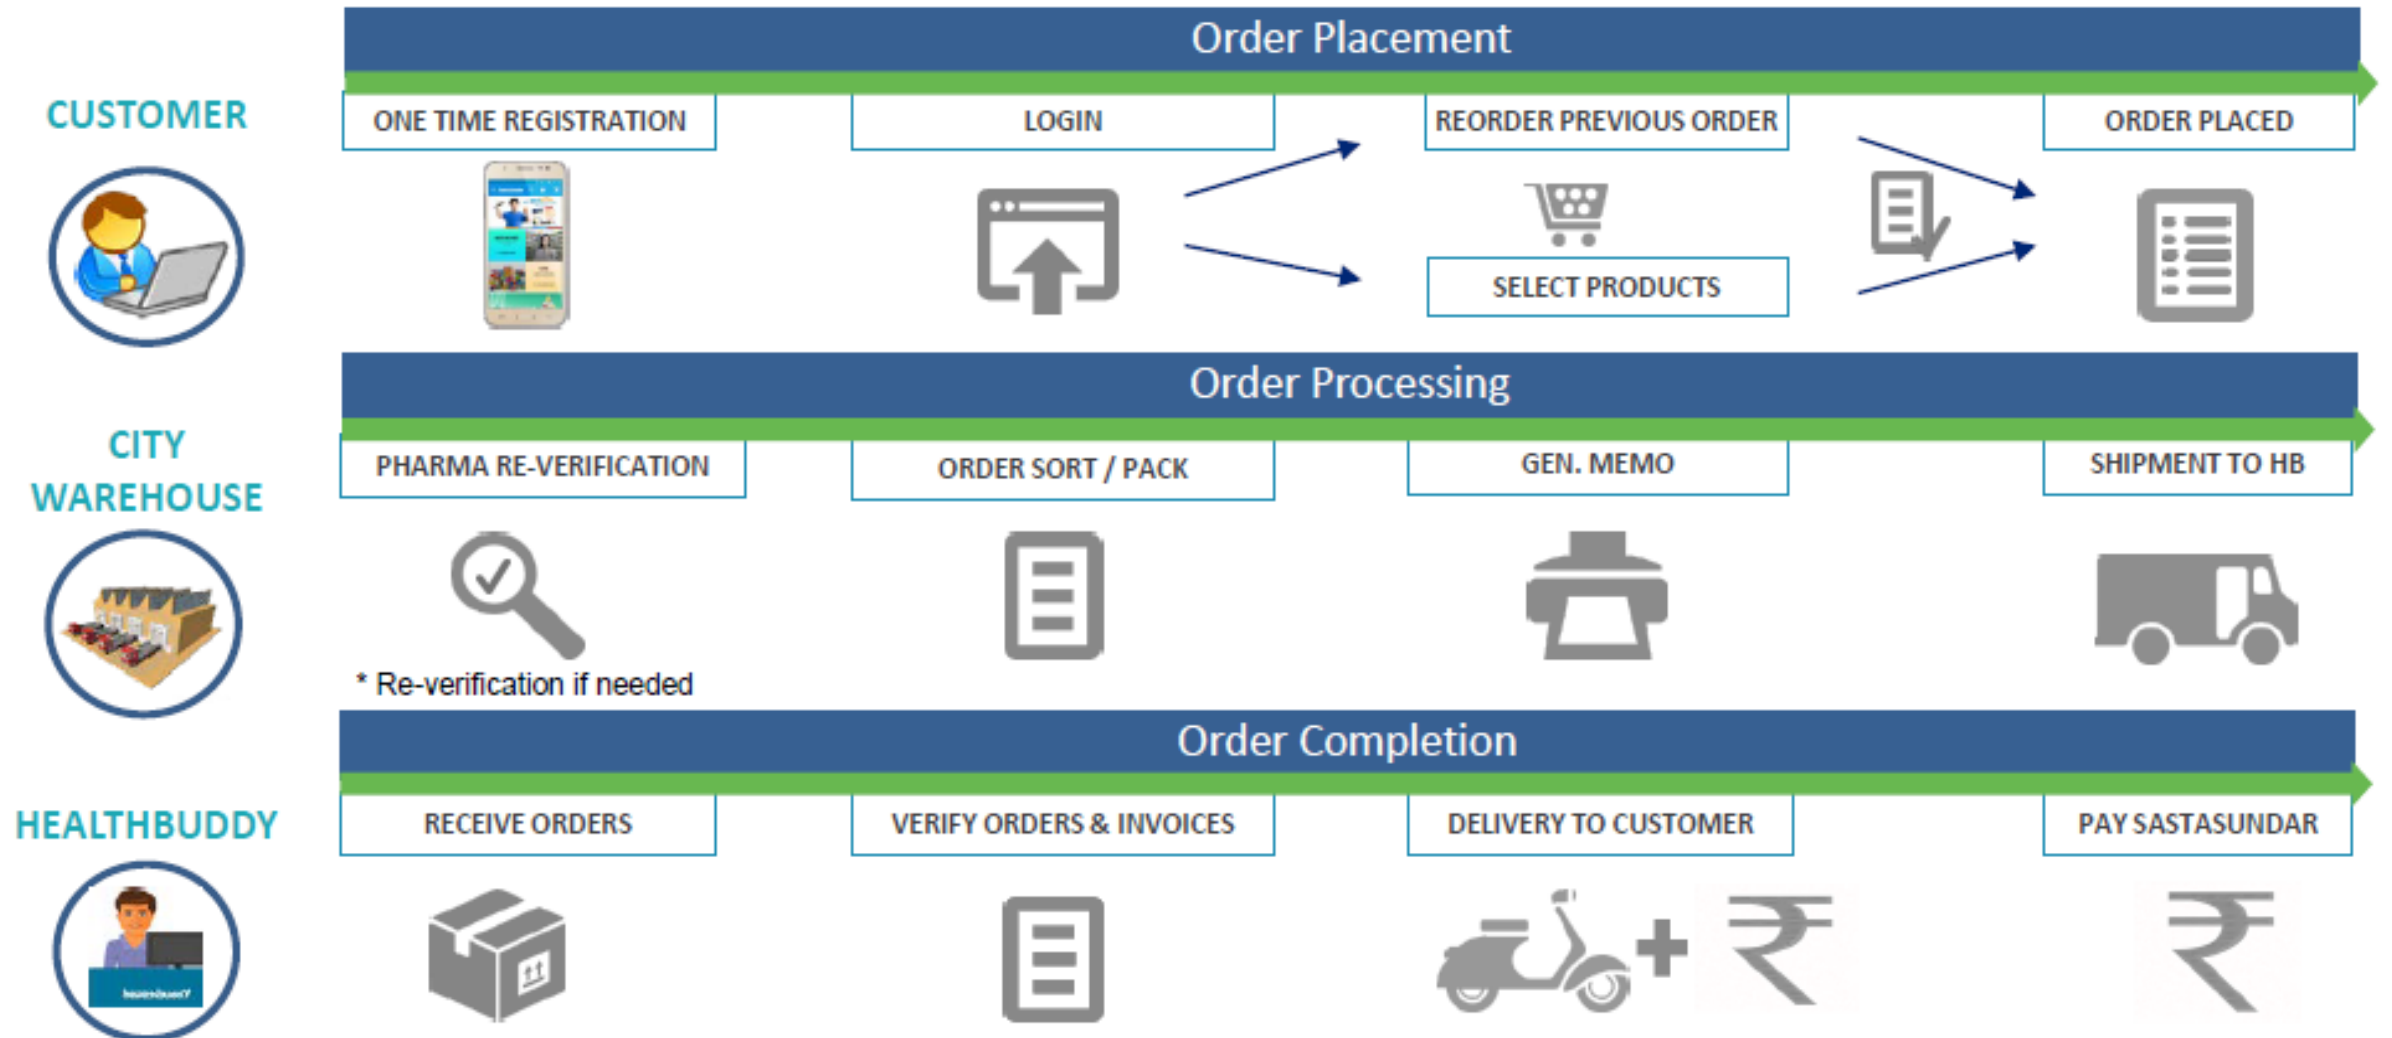 Order Placement
CUSTOMER
ONE TIME REGISTRATION
LOGIN
REORDER PREVIOUS ORDER
ORDER PLACED
SELECT PRODUCTS
Order Processing
CITY
WAREHOUSE
PHARMA RE-VERIFICATION
ORDER SORT / PACK
GEN. MEMO
SHIPMENT TO HB
* Re-verification if needed
Order Completion
HEALTHBUDDY
RECEIVE ORDERS
VERIFY ORDERS & INVOICES
DELIVERY TO CUSTOMER
PAY SASTASUNDAR
+ ₹
₹